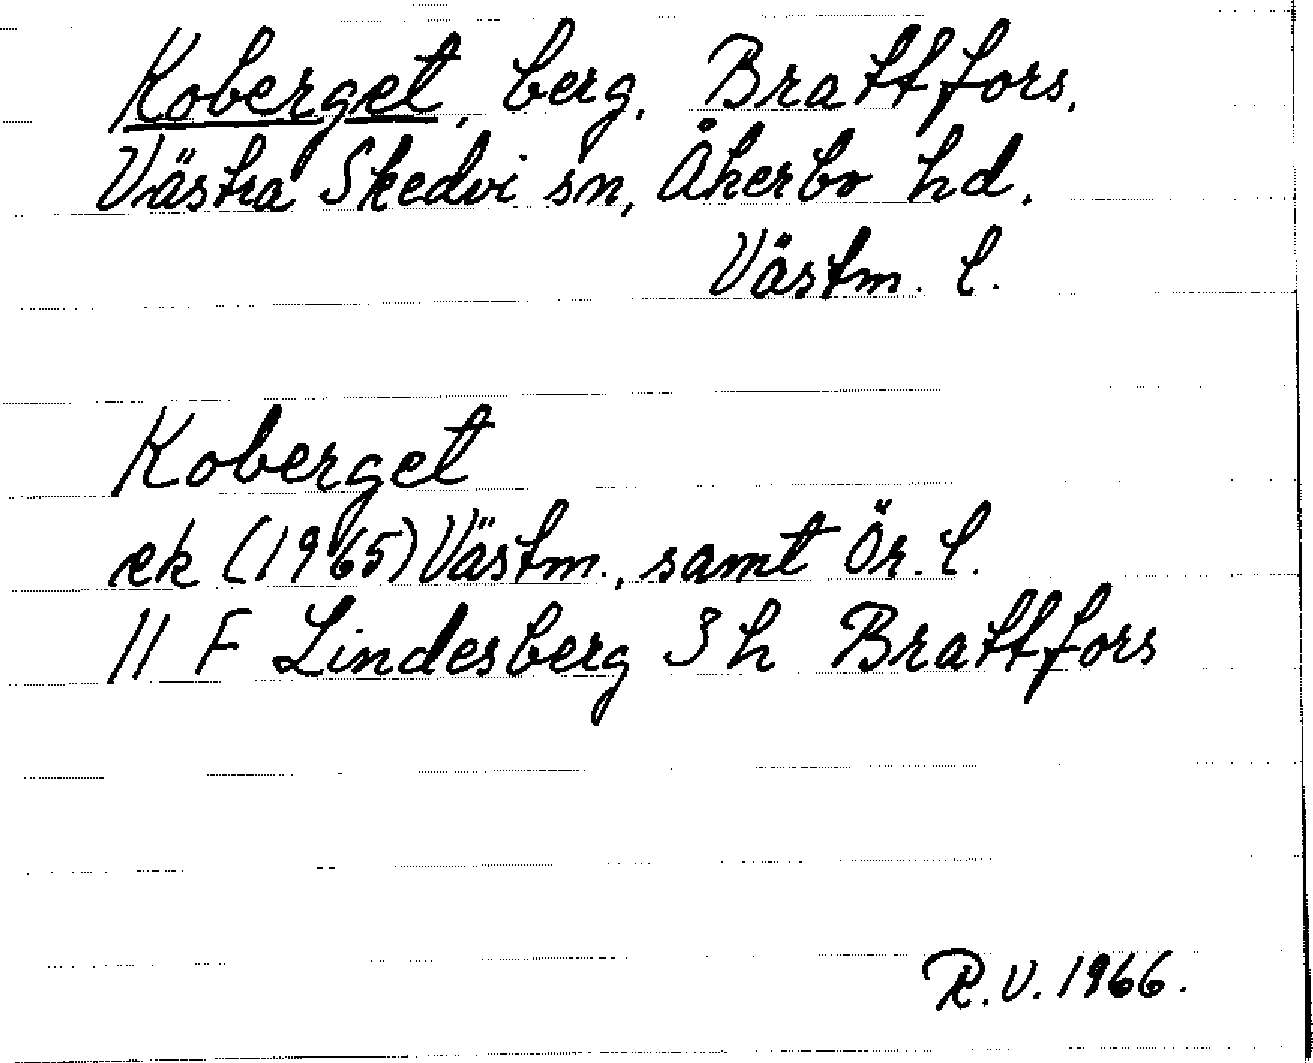 Koberget, berg, Brattfors,
Västra Skedvi sn, Åkerbo hd,
Västm. l.
Koberget
ek (1965) Västm., samt Ör. l.
11 F Lindesberg 3 h Brattfors
R.V. 1966.